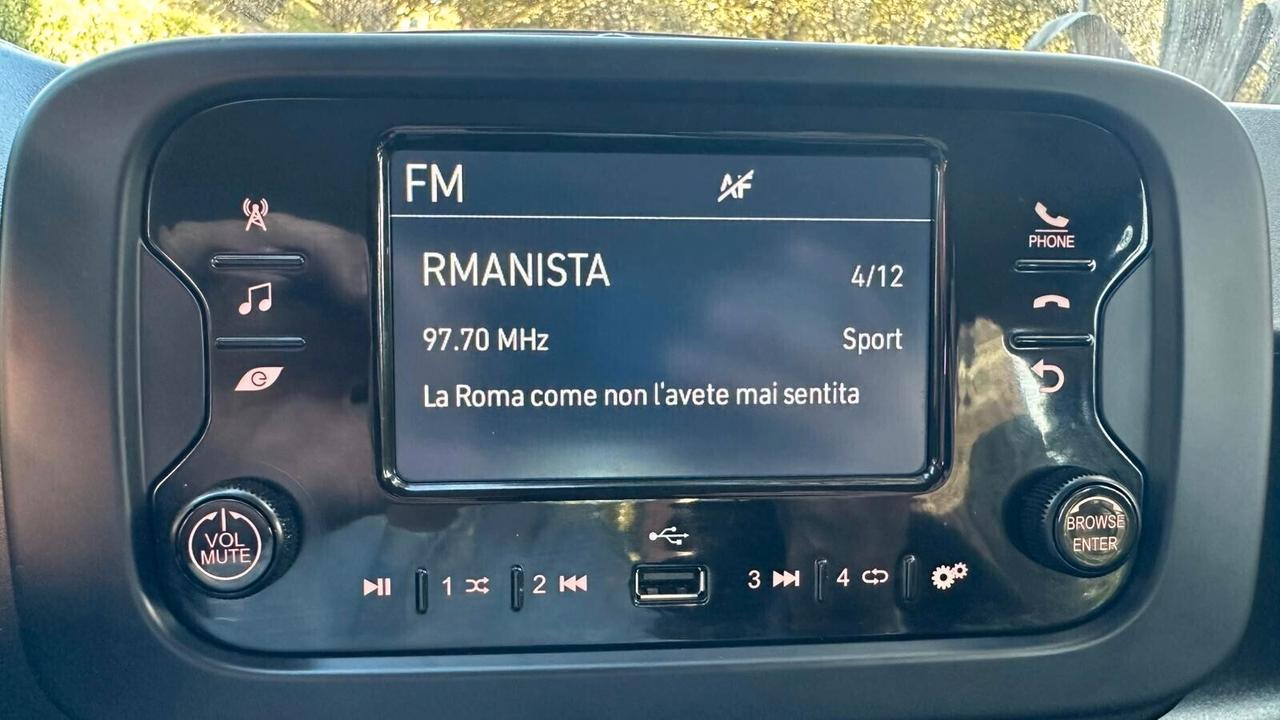 FM AF
RMANISTA 4/12
97.70 MHz Sport
La Roma come non l'avete mai sentita
PHONE
VOL
MUTE
BROWSE
ENTER
1 2 3 4